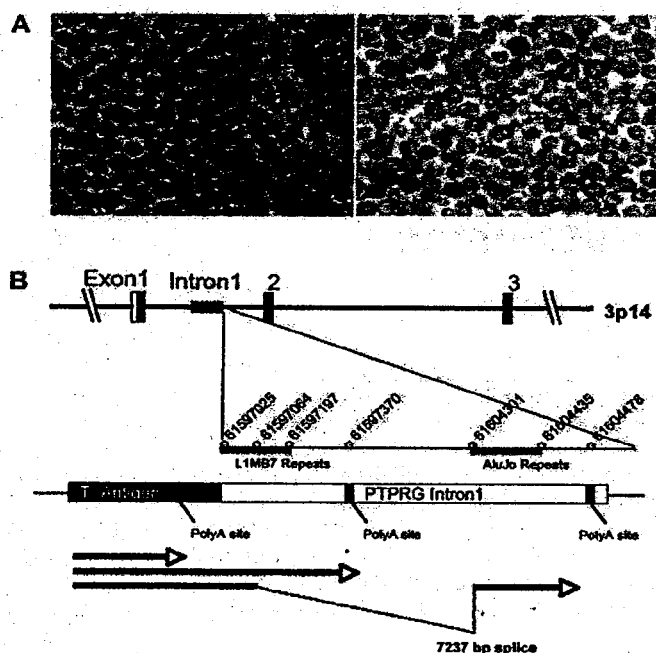 A
B
Exon1 Intron1 2 3
3p14
61597025 61597064 61597197 61597370 61604301 61604435 61604478
L1MB7 Repeats AluJo Repeats
T Antigen PTPRG Intron1
PolyA site PolyA site PolyA site
7237 bp splice